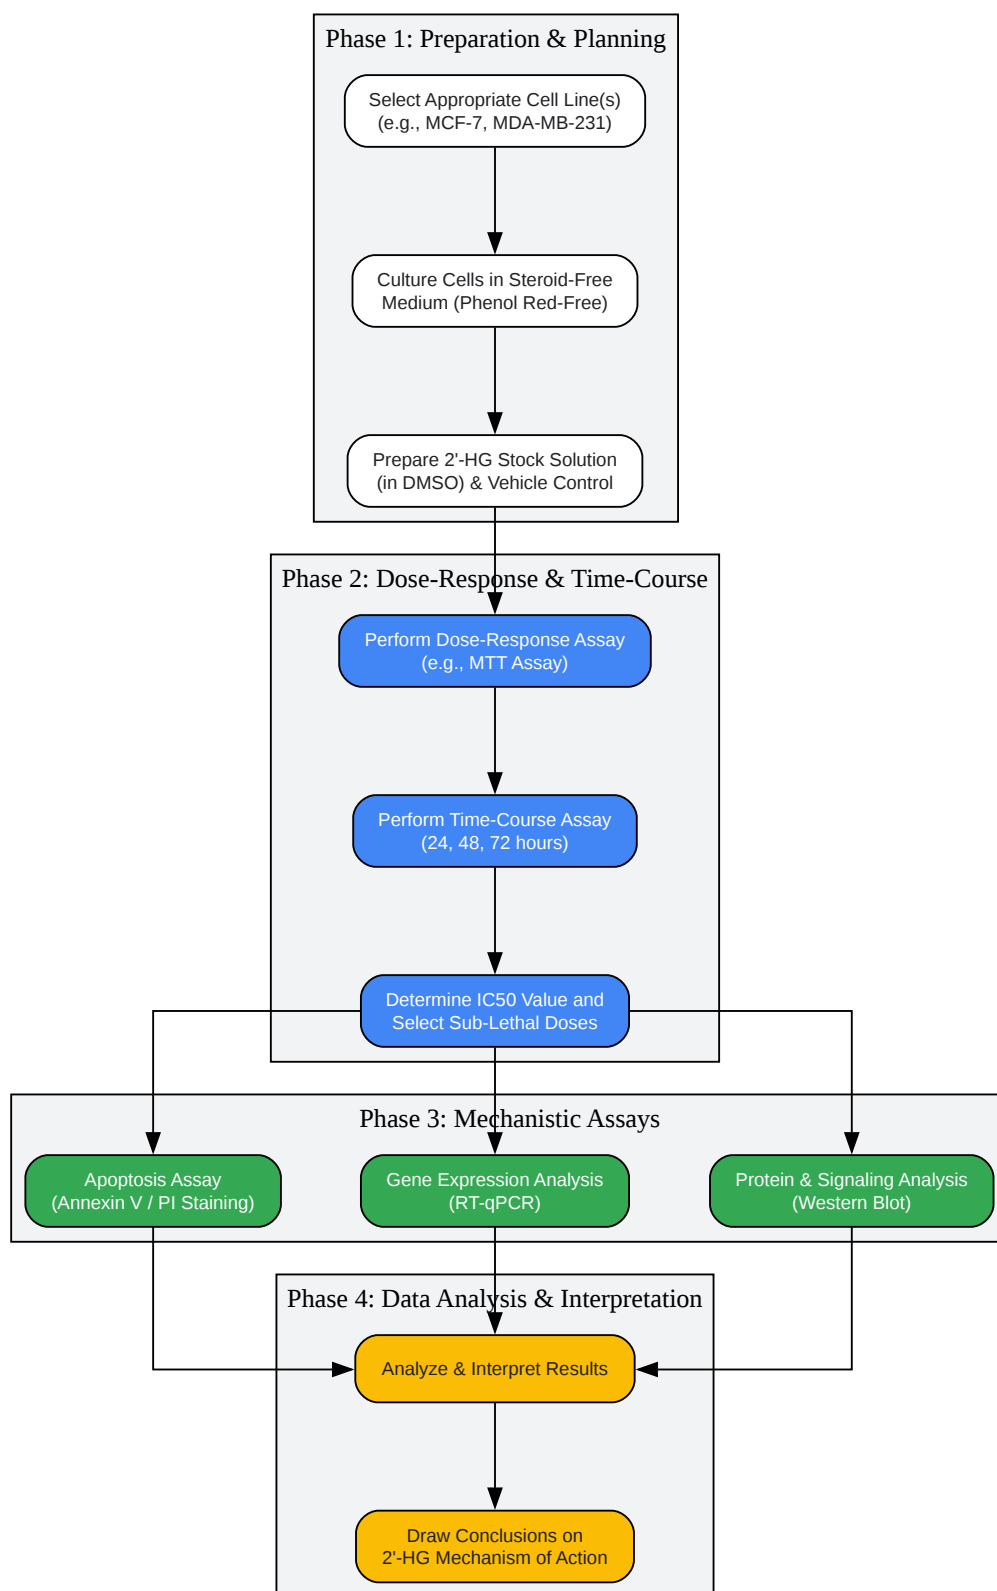 Phase 1: Preparation & Planning
Select Appropriate Cell Line(s)
(e.g., MCF-7, MDA-MB-231)
Culture Cells in Steroid-Free
Medium (Phenol Red-Free)
Prepare 2'-HG Stock Solution
(in DMSO) & Vehicle Control
Phase 2: Dose-Response & Time-Course
Perform Dose-Response Assay
(e.g., MTT Assay)
Perform Time-Course Assay
(24, 48, 72 hours)
Determine IC50 Value and
Select Sub-Lethal Doses
Phase 3: Mechanistic Assays
Apoptosis Assay
(Annexin V / PI Staining)
Gene Expression Analysis
(RT-qPCR)
Protein & Signaling Analysis
(Western Blot)
Phase 4: Data Analysis & Interpretation
Analyze & Interpret Results
Draw Conclusions on
2'-HG Mechanism of Action